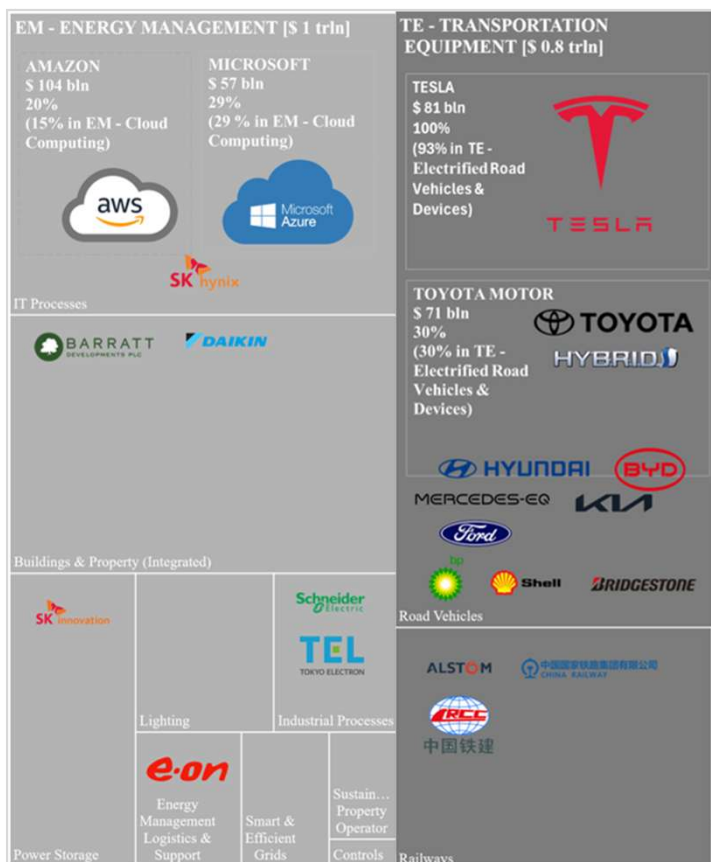 EM - ENERGY MANAGEMENT [$ 1 trln]
AMAZON
$ 104 bln
20%
(15% in EM - Cloud
Computing)
aws
MICROSOFT
$ 57 bln
29%
(29 % in EM - Cloud
Computing)
Microsoft
Azure
SK hynix
IT Processes
BARRATT
DEVELOPMENTS PLC
DAIKIN
Buildings & Property (Integrated)
SK innovation
Power Storage
Lighting
Schneider
Electric
TEL
TOKYO ELECTRON
Industrial Processes
e·on
Energy
Management
Logistics &
Support
Smart &
Efficient
Grids
Sustain…
Property
Operator
Controls
TE - TRANSPORTATION
EQUIPMENT [$ 0.8 trln]
TESLA
$ 81 bln
100%
(93% in TE -
Electrified Road
Vehicles &
Devices)
TESLA
TOYOTA MOTOR
$ 71 bln
30%
(30% in TE -
Electrified Road
Vehicles &
Devices)
TOYOTA
HYBRID
HYUNDAI
BYD
MERCEDES-EQ
KIA
Ford
bp
Shell
BRIDGESTONE
Road Vehicles
ALSTOM
中国国家铁路集团有限公司
CHINA RAILWAY
CRCC
中国铁建
Railways